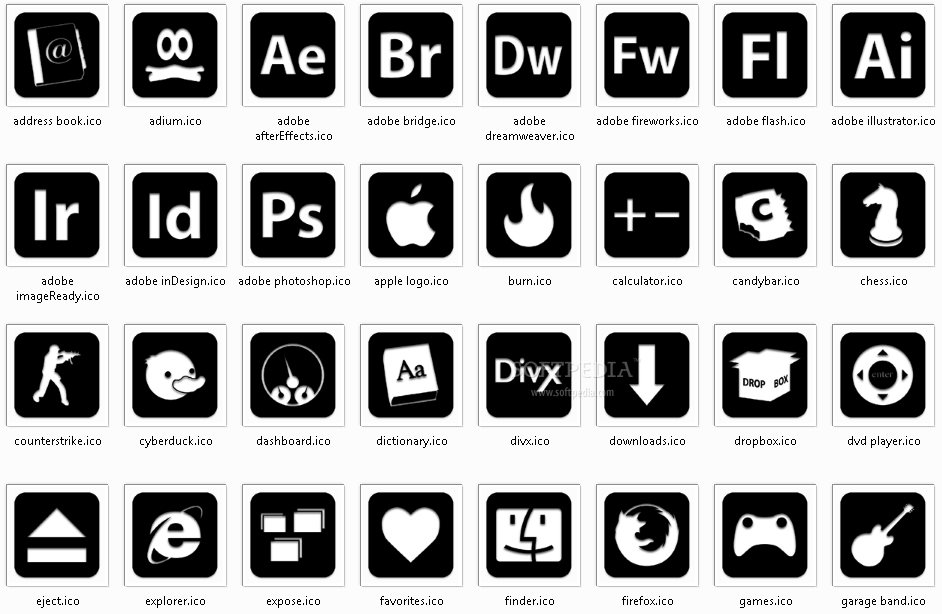 @
Ae
Br
Dw
Fw
Fl
Ai
address book.ico
adium.ico
adobe
afterEffects.ico
adobe bridge.ico
adobe
dreamweaver.ico
adobe fireworks.ico
adobe flash.ico
adobe illustrator.ico
Ir
Id
Ps
+ −
C
adobe
imageReady.ico
adobe inDesign.ico
adobe photoshop.ico
apple logo.ico
burn.ico
calculator.ico
candybar.ico
chess.ico
Aa
Divx
SOFTPEDIA™
www.softpedia.com
DROP BOX
enter
counterstrike.ico
cyberduck.ico
dashboard.ico
dictionary.ico
divx.ico
downloads.ico
dropbox.ico
dvd player.ico
e
eject.ico
explorer.ico
expose.ico
favorites.ico
finder.ico
firefox.ico
games.ico
garage band.ico